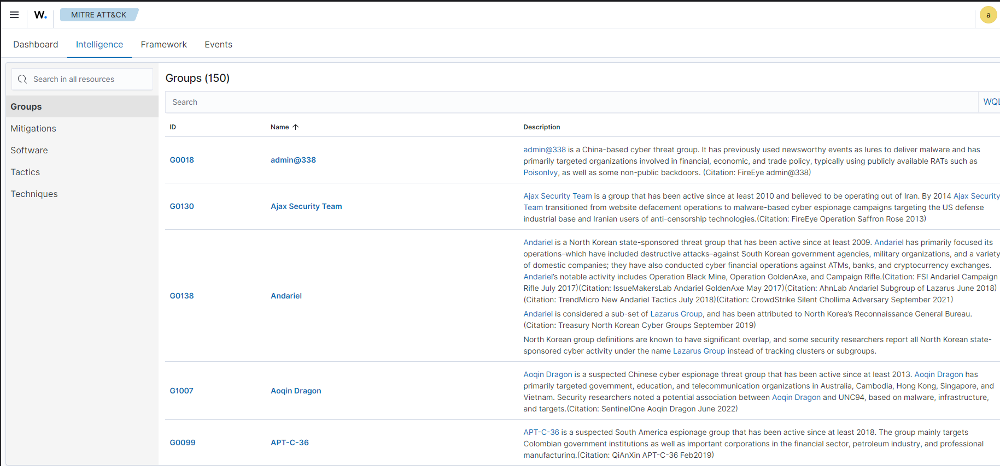 W. MITRE ATT&CK a
Dashboard Intelligence Framework Events
Search in all resources
Groups
Mitigations
Software
Tactics
Techniques
Groups (150)
Search WQL
ID Name Description
G0018 admin@338
admin@338 is a China-based cyber threat group. It has previously used newsworthy events as lures to deliver malware and has
primarily targeted organizations involved in financial, economic, and trade policy, typically using publicly available RATs such as
PoisonIvy, as well as some non-public backdoors. (Citation: FireEye admin@338)
G0130 Ajax Security Team
Ajax Security Team is a group that has been active since at least 2010 and believed to be operating out of Iran. By 2014 Ajax Security
Team transitioned from website defacement operations to malware-based cyber espionage campaigns targeting the US defense
industrial base and Iranian users of anti-censorship technologies.(Citation: FireEye Operation Saffron Rose 2013)
G0138 Andariel
Andariel is a North Korean state-sponsored threat group that has been active since at least 2009. Andariel has primarily focused its
operations–which have included destructive attacks–against South Korean government agencies, military organizations, and a variety
of domestic companies; they have also conducted cyber financial operations against ATMs, banks, and cryptocurrency exchanges.
Andariel’s notable activity includes Operation Black Mine, Operation GoldenAxe, and Campaign Rifle.(Citation: FSI Andariel Campaign
Rifle July 2017)(Citation: IssueMakersLab Andariel GoldenAxe May 2017)(Citation: AhnLab Andariel Subgroup of Lazarus June 2018)
(Citation: TrendMicro New Andariel Tactics July 2018)(Citation: CrowdStrike Silent Chollima Adversary September 2021)
Andariel is considered a sub-set of Lazarus Group, and has been attributed to North Korea’s Reconnaissance General Bureau.
(Citation: Treasury North Korean Cyber Groups September 2019)
North Korean group definitions are known to have significant overlap, and some security researchers report all North Korean state-
sponsored cyber activity under the name Lazarus Group instead of tracking clusters or subgroups.
G1007 Aoqin Dragon
Aoqin Dragon is a suspected Chinese cyber espionage threat group that has been active since at least 2013. Aoqin Dragon has
primarily targeted government, education, and telecommunication organizations in Australia, Cambodia, Hong Kong, Singapore, and
Vietnam. Security researchers noted a potential association between Aoqin Dragon and UNC94, based on malware, infrastructure,
and targets.(Citation: SentinelOne Aoqin Dragon June 2022)
G0099 APT-C-36
APT-C-36 is a suspected South America espionage group that has been active since at least 2018. The group mainly targets
Colombian government institutions as well as important corporations in the financial sector, petroleum industry, and professional
manufacturing.(Citation: QiAnXin APT-C-36 Feb2019)